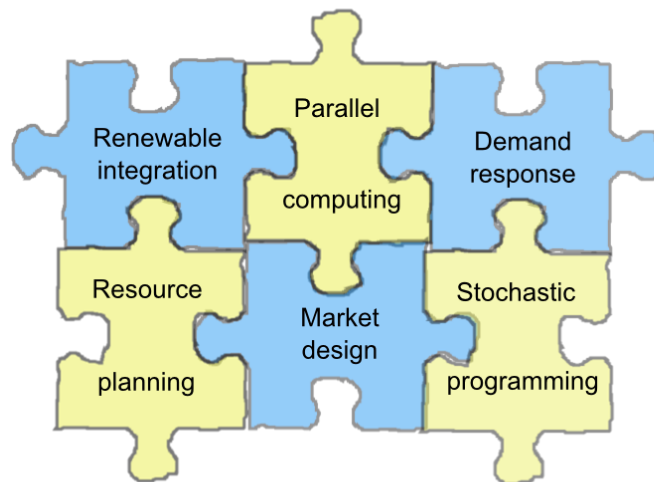 Renewable
integration
Parallel
computing
Demand
response
Resource
planning
Market
design
Stochastic
programming